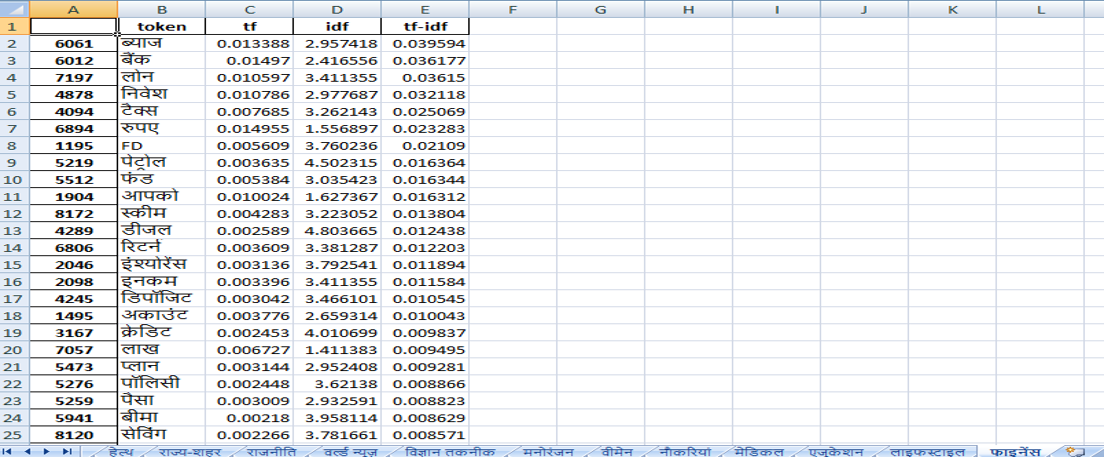 A B C D E F G H I J K L
1 token tf idf tf-idf
2 6061 ब्याज 0.013388 2.957418 0.039594
3 6012 बैंक 0.01497 2.416556 0.036177
4 7197 लोन 0.010597 3.411355 0.03615
5 4878 निवेश 0.010786 2.977687 0.032118
6 4094 टैक्स 0.007685 3.262143 0.025069
7 6894 रुपए 0.014955 1.556897 0.023283
8 1195 FD 0.005609 3.760236 0.02109
9 5219 पेट्रोल 0.003635 4.502315 0.016364
10 5512 फंड 0.005384 3.035423 0.016344
11 1904 आपको 0.010024 1.627367 0.016312
12 8172 स्कीम 0.004283 3.223052 0.013804
13 4289 डीजल 0.002589 4.803665 0.012438
14 6806 रिटर्न 0.003609 3.381287 0.012203
15 2046 इंश्योरेंस 0.003136 3.792541 0.011894
16 2098 इनकम 0.003396 3.411355 0.011584
17 4245 डिपॉजिट 0.003042 3.466101 0.010545
18 1495 अकाउंट 0.003776 2.659314 0.010043
19 3167 क्रेडिट 0.002453 4.010699 0.009837
20 7057 लाख 0.006727 1.411383 0.009495
21 5473 प्लान 0.003144 2.952408 0.009281
22 5276 पॉलिसी 0.002448 3.62138 0.008866
23 5259 पैसा 0.003009 2.932591 0.008823
24 5941 बीमा 0.00218 3.958114 0.008629
25 8120 सेविंग 0.002266 3.781661 0.008571
हेल्थ राज्य-शहर राजनीति वर्ल्ड न्यूज़ विज्ञान तकनीक मनोरंजन वीमेन नौकरियां मेडिकल एजुकेशन लाइफस्टाइल फाइनेंस